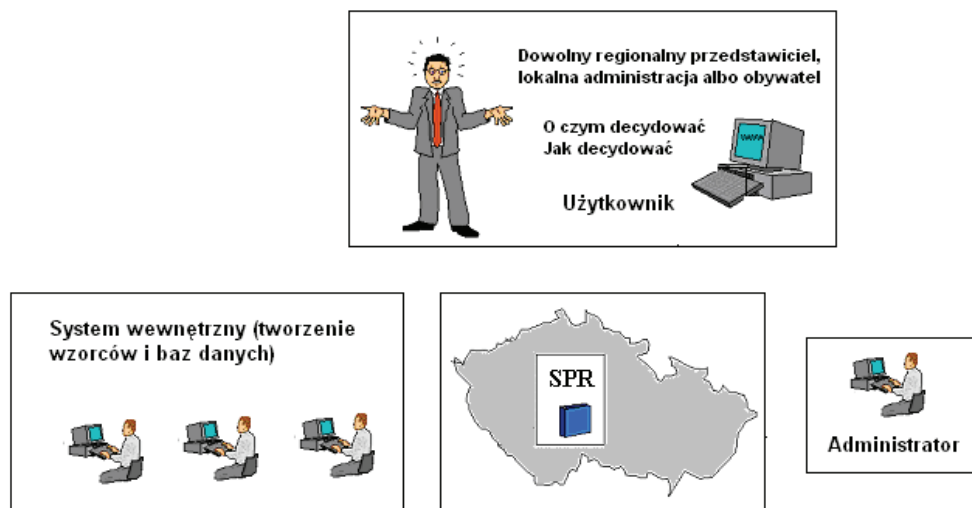 Dowolny regionalny przedstawiciel,
lokalna administracja albo obywatel
O czym decydować
Jak decydować
Użytkownik
System wewnętrzny (tworzenie
wzorców i baz danych)
SPR
Administrator